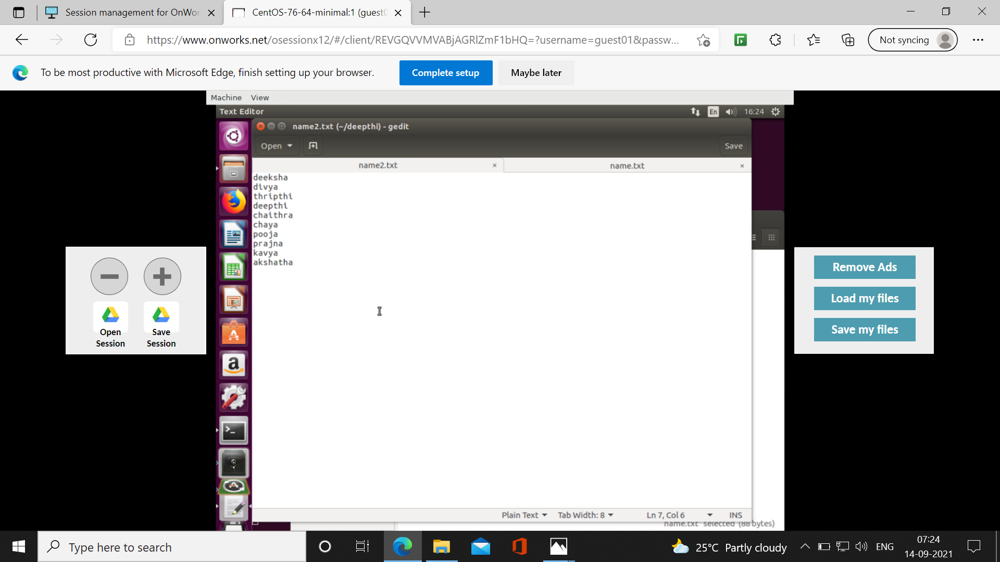 Session management for OnWor
CentOS-76-64-minimal:1 (guest0
https://www.onworks.net/osessionx12/#/client/REVGQVVMVABjAGRlZmF1bHQ=?username=guest01&passw...
Not syncing
To be most productive with Microsoft Edge, finish setting up your browser.
Complete setup
Maybe later
Machine View
Text Editor
En
16:24
name2.txt (~/deepthi) - gedit
Open
Save
name2.txt
name.txt
deeksha
divya
thripthi
deepthi
chaithra
chaya
pooja
prajna
kavya
akshatha
Open Session
Save Session
Remove Ads
Load my files
Save my files
Plain Text
Tab Width: 8
Ln 7, Col 6
INS
name.txt selected (88 bytes)
Type here to search
25°C Partly cloudy
ENG
07:24
14-09-2021